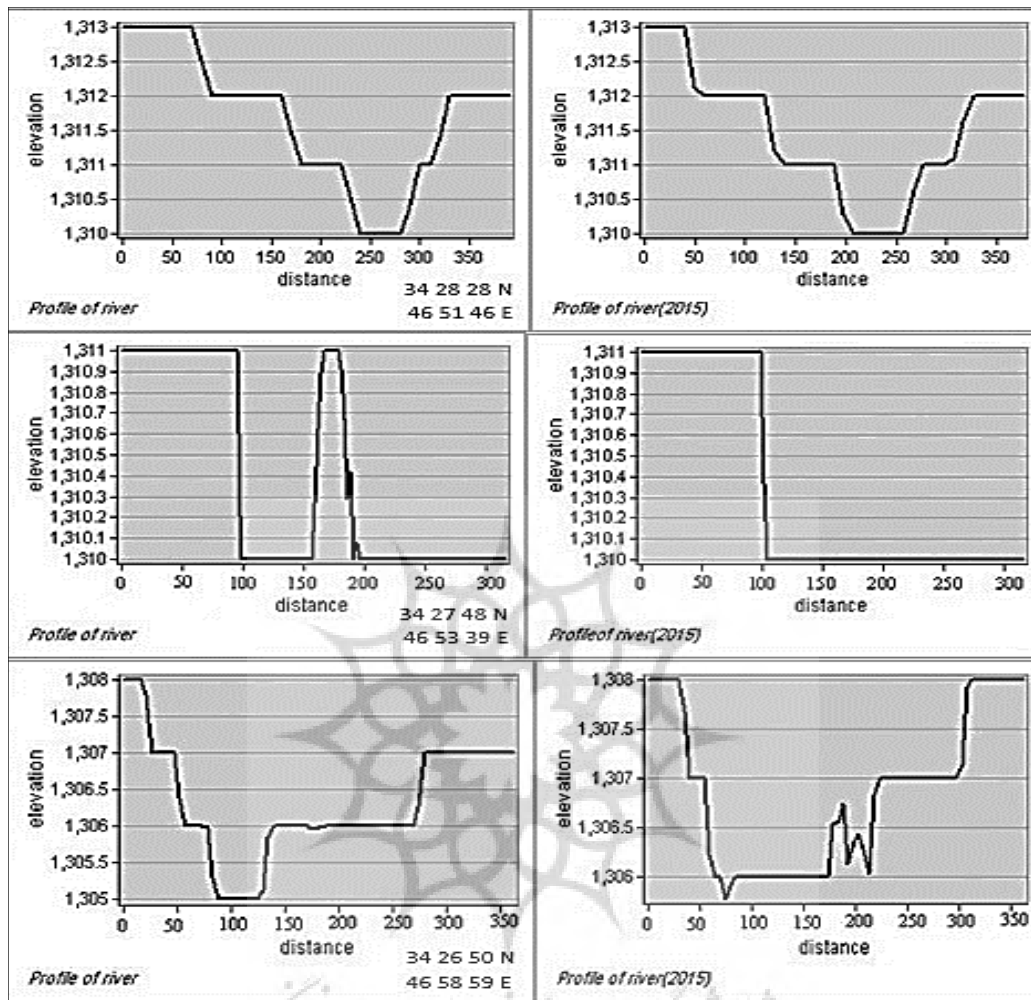 1,313
1,312.5
1,312
1,311.5
1,311
1,310.5
1,310
elevation
0 50 100 150 200 250 300 350
distance
Profile of river
34 28 28 N
46 51 46 E
1,313
1,312.5
1,312
1,311.5
1,311
1,310.5
1,310
elevation
0 50 100 150 200 250 300 350
distance
Profile of river(2015)
1,311
1,310.9
1,310.8
1,310.7
1,310.6
1,310.5
1,310.4
1,310.3
1,310.2
1,310.1
1,310
elevation
0 50 100 150 200 250 300
distance
Profile of river
34 27 48 N
46 53 39 E
1,311
1,310.9
1,310.8
1,310.7
1,310.6
1,310.5
1,310.4
1,310.3
1,310.2
1,310.1
1,310
elevation
0 50 100 150 200 250 300
distance
Profileof river(2015)
1,308
1,307.5
1,307
1,306.5
1,306
1,305.5
1,305
elevation
0 50 100 150 200 250 300 350
distance
Profile of river
34 26 50 N
46 58 59 E
1,308
1,307.5
1,307
1,306.5
1,306
elevation
0 50 100 150 200 250 300 350
distance
Profile of river(2015)